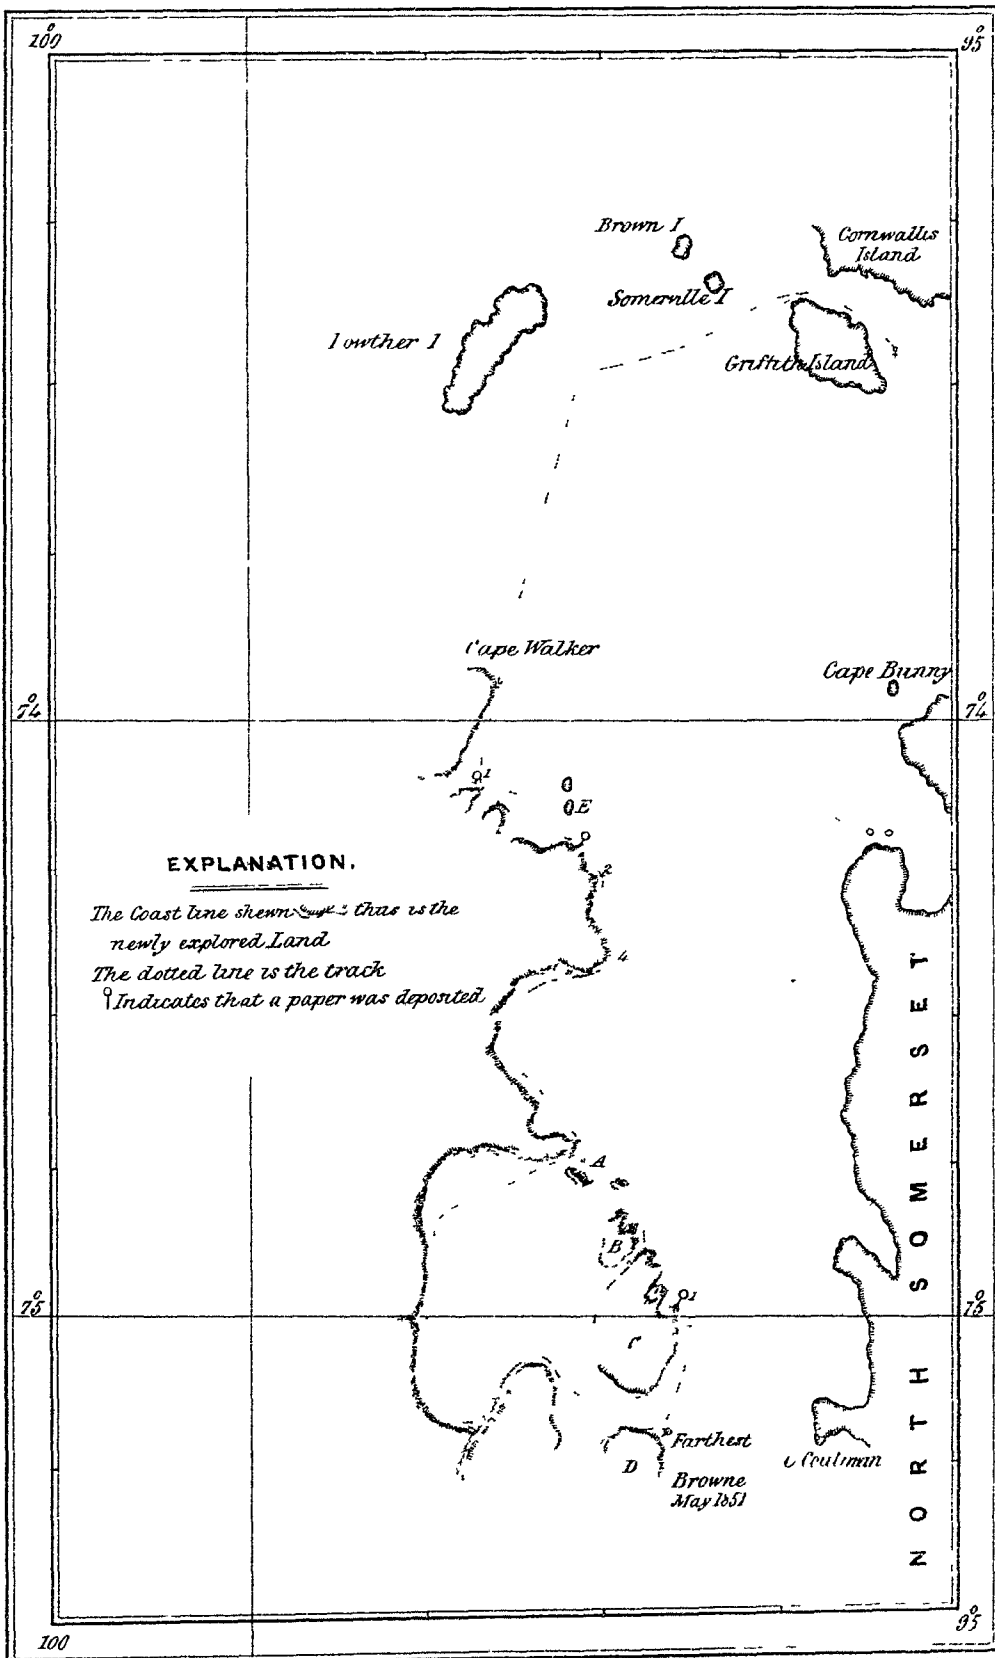 100°
95°
Brown I
Cornwallis
Island
Somerville I
Lowther I
Griffith Island
Cape Walker
Cape Bunny
74°
74°
1
E
EXPLANATION.
2
The Coast line shewn thus is the
newly explored Land
The dotted line is the track
Indicates that a paper was deposited
4
NORTH SOMERSET
A
B
75°
1
75°
C
Farthest
D
Browne
May 1851
C Coulman
100
95°